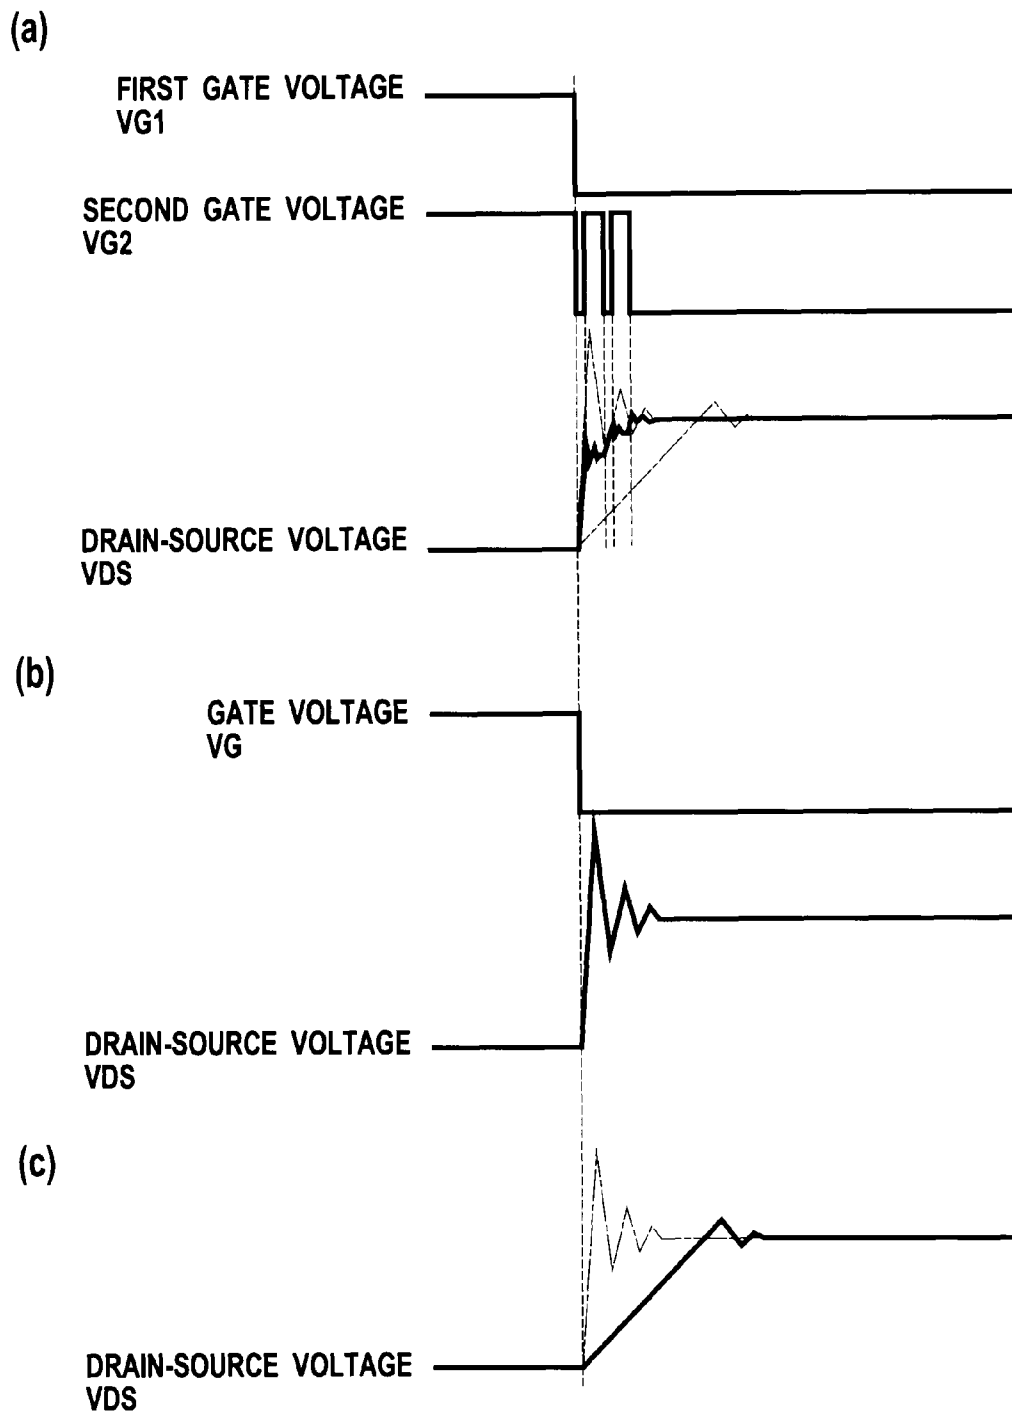 (a)
FIRST GATE VOLTAGE
VG1
SECOND GATE VOLTAGE
VG2
DRAIN-SOURCE VOLTAGE
VDS
(b)
GATE VOLTAGE
VG
DRAIN-SOURCE VOLTAGE
VDS
(c)
DRAIN-SOURCE VOLTAGE
VDS